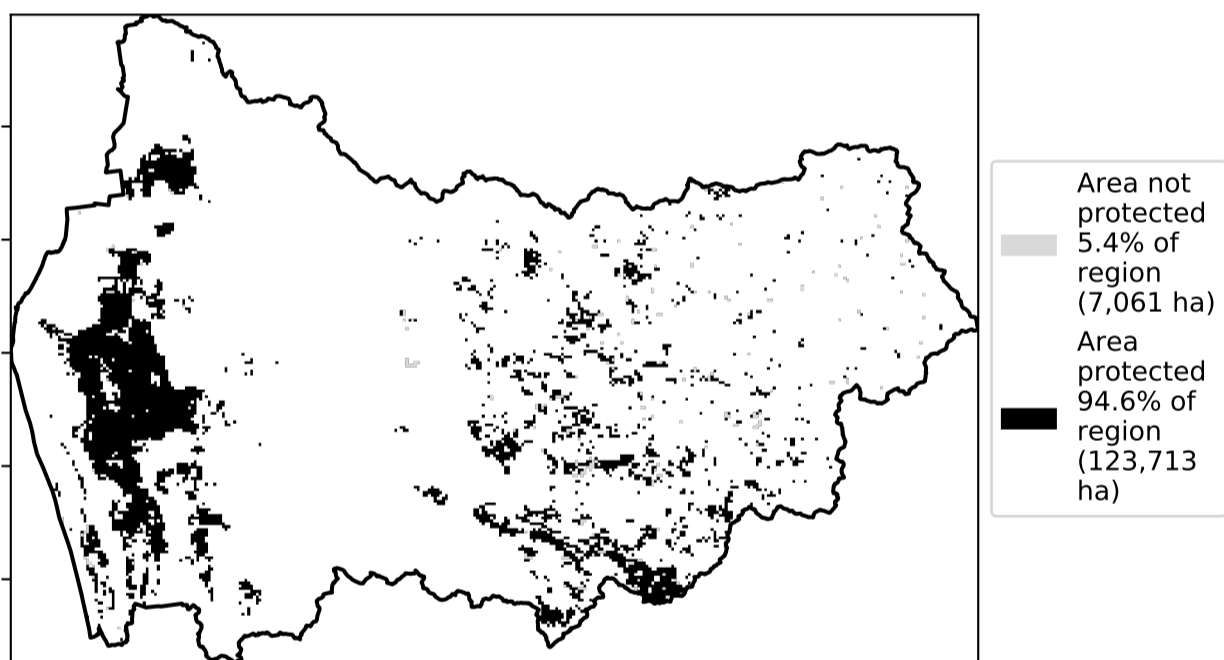 Area not
protected
5.4% of
region
(7,061 ha)
Area
protected
94.6% of
region
(123,713
ha)